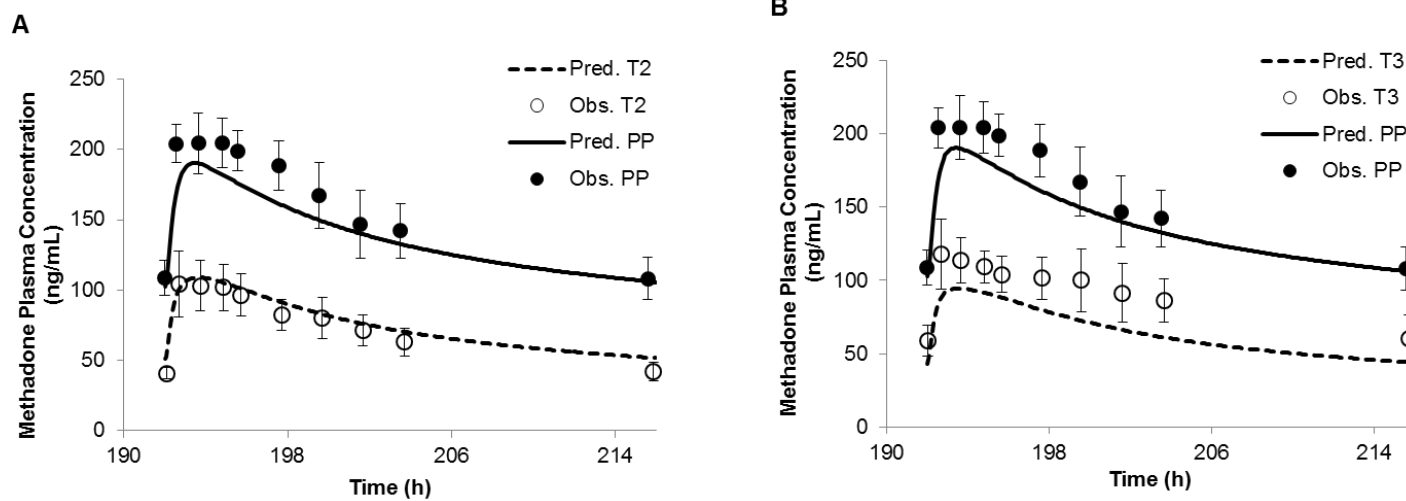 A
Methadone Plasma Concentration
(ng/mL)
250
200
150
100
50
0
190
198
206
214
Time (h)
Pred. T2
Obs. T2
Pred. PP
Obs. PP
B
Methadone Plasma Concentration
(ng/mL)
250
200
150
100
50
0
190
198
206
214
Time (h)
Pred. T3
Obs. T3
Pred. PP
Obs. PP